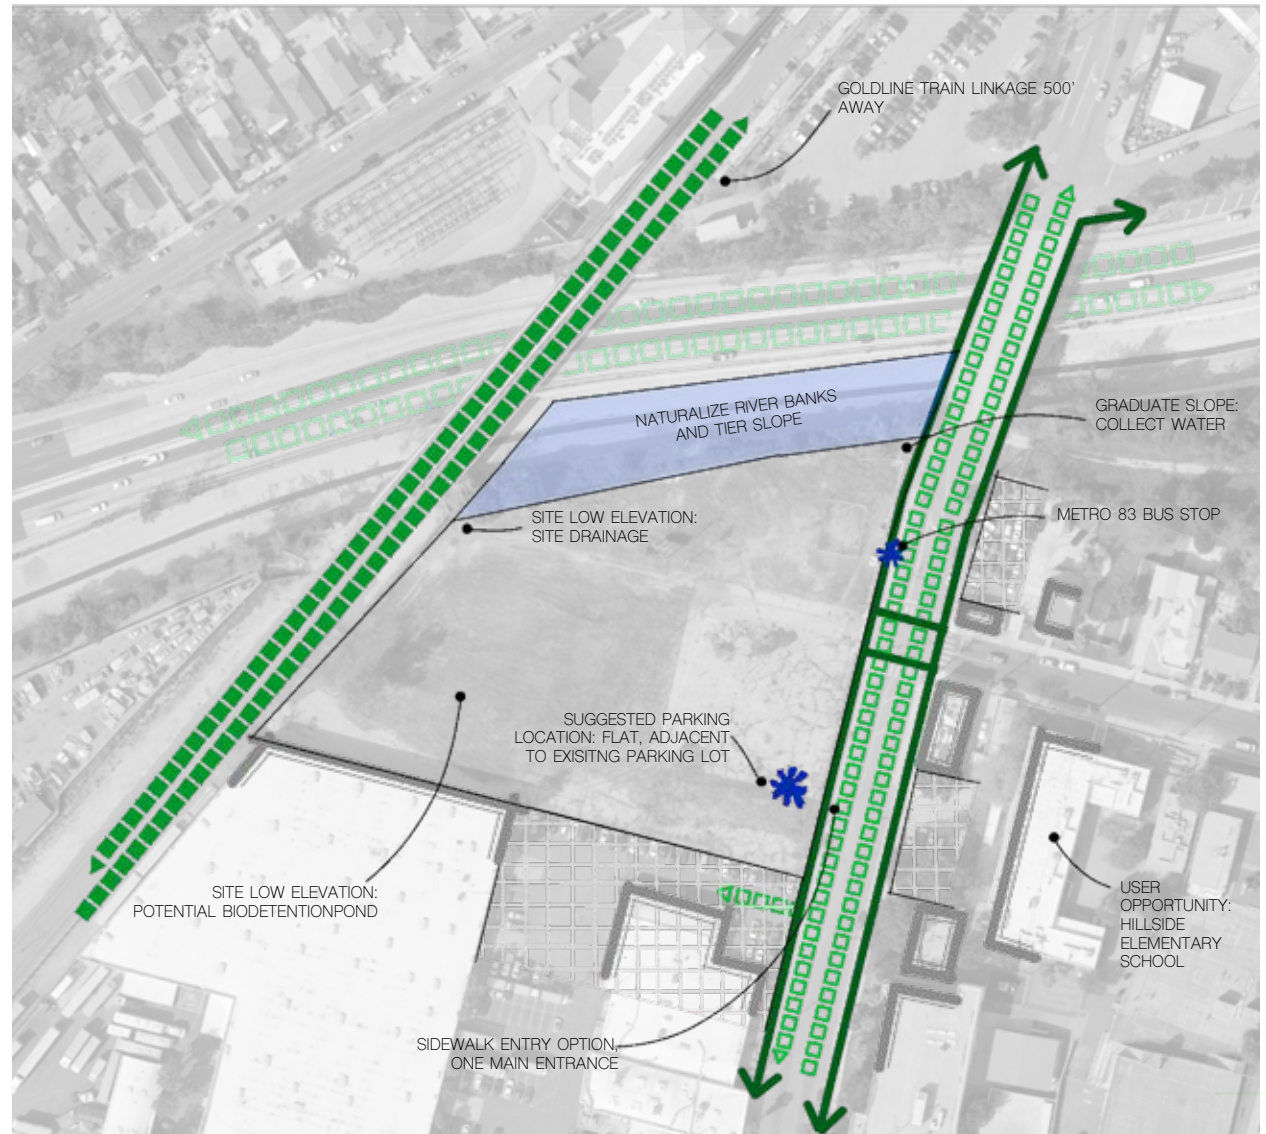 GOLDLINE TRAIN LINKAGE 500'
AWAY
NATURALIZE RIVER BANKS
AND TIER SLOPE
GRADUATE SLOPE:
COLLECT WATER
SITE LOW ELEVATION:
SITE DRAINAGE
METRO 83 BUS STOP
SUGGESTED PARKING
LOCATION: FLAT, ADJACENT
TO EXISITNG PARKING LOT
SITE LOW ELEVATION:
POTENTIAL BIODETENTIONPOND
USER
OPPORTUNITY:
HILLSIDE
ELEMENTARY
SCHOOL
SIDEWALK ENTRY OPTION,
ONE MAIN ENTRANCE